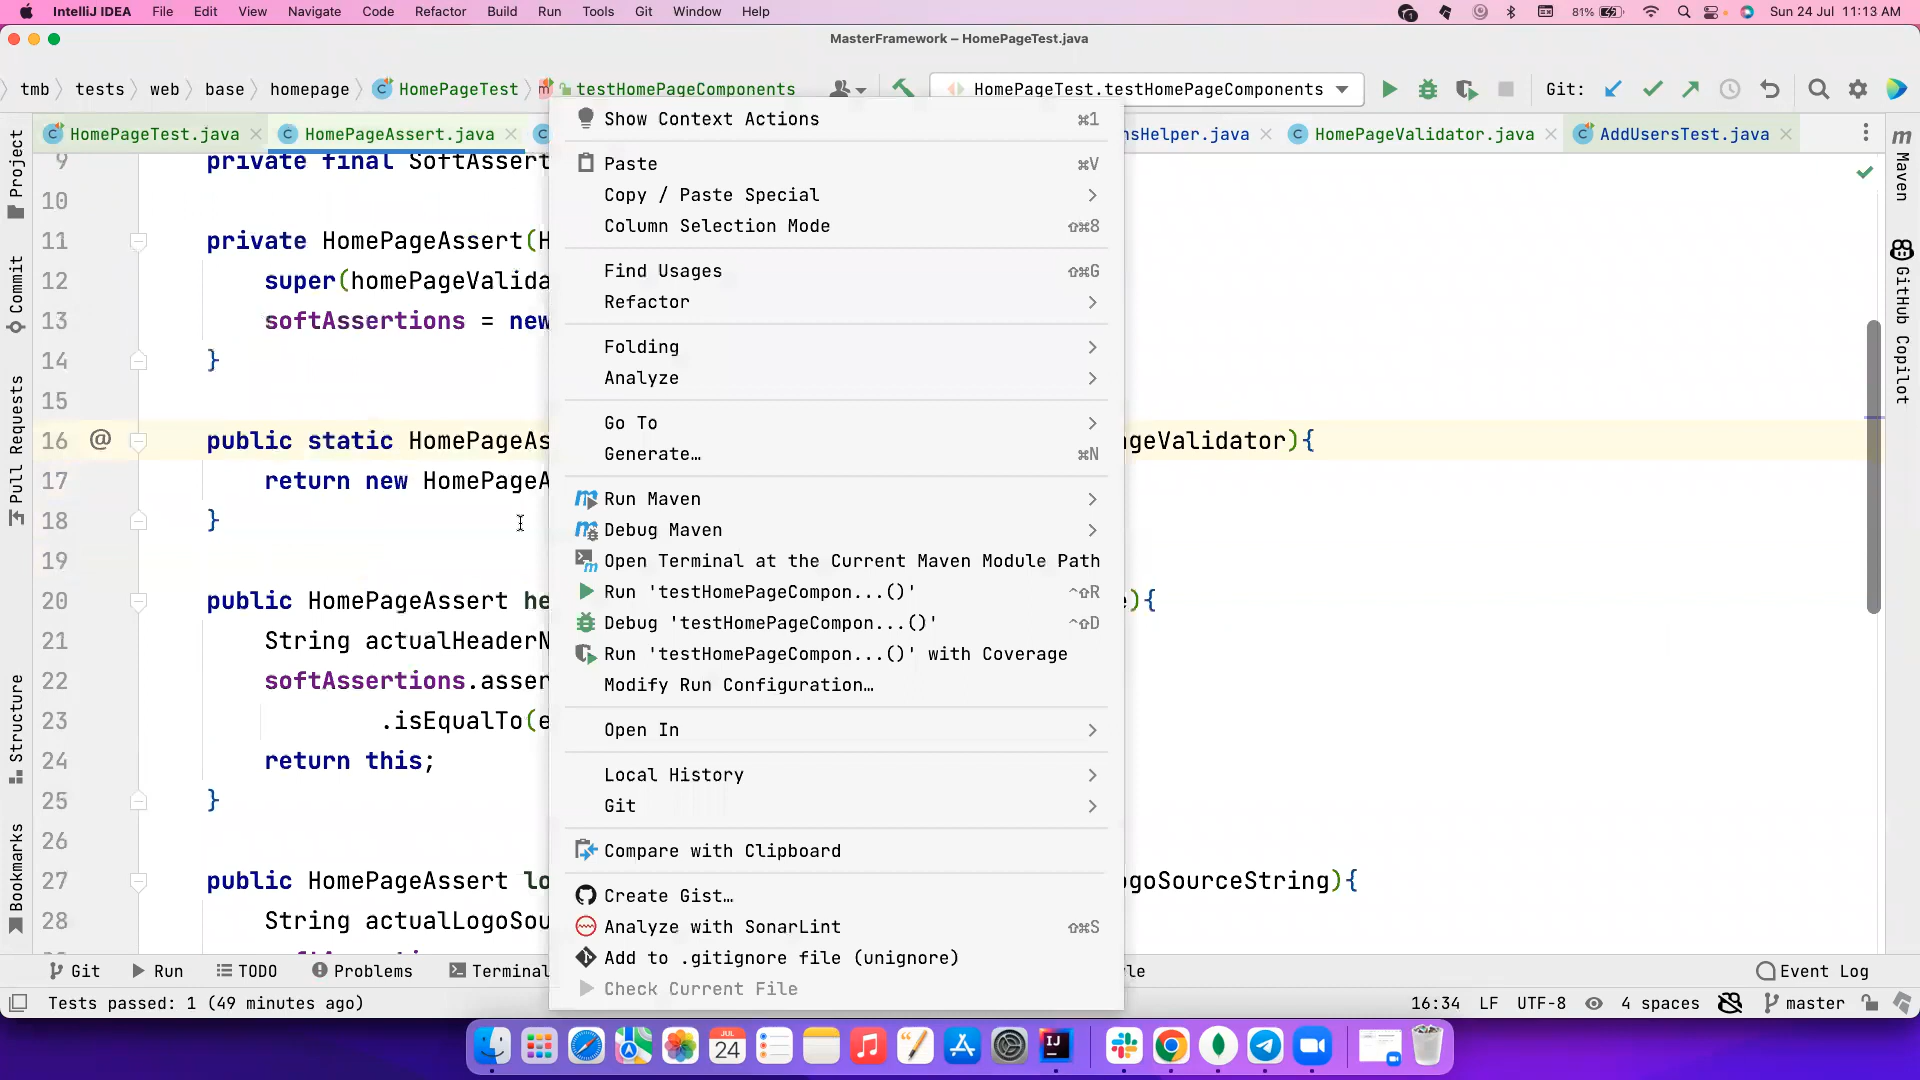 IntelliJ IDEA File Edit View Navigate Code Refactor Build Run Tools Git Window Help 81% Sun 24 Jul 11:13 AM
MasterFramework – HomePageTest.java
tmb tests web base homepage HomePageTest testHomePageComponents HomePageTest.testHomePageComponents Git:
HomePageTest.java HomePageAssert.java nsHelper.java HomePageValidator.java AddUsersTest.java
9 private final SoftAssert
10
11 private HomePageAssert(H
12 super(homePageValida
13 softAssertions = new
14 }
15
16 @ public static HomePageAs geValidator){
17 return new HomePageA
18 }
19
20 public HomePageAssert he ){
21 String actualHeaderN
22 softAssertions.asser
23 .isEqualTo(e
24 return this;
25 }
26
27 public HomePageAssert lo goSourceString){
28 String actualLogoSou
Show Context Actions ⌘1
Paste ⌘V
Copy / Paste Special
Column Selection Mode ⇧⌘8
Find Usages ⇧⌘G
Refactor
Folding
Analyze
Go To
Generate… ⌘N
Run Maven
Debug Maven
Open Terminal at the Current Maven Module Path
Run 'testHomePageCompon...()' ^⇧R
Debug 'testHomePageCompon...()' ^⇧D
Run 'testHomePageCompon...()' with Coverage
Modify Run Configuration…
Open In
Local History
Git
Compare with Clipboard
Create Gist…
Analyze with SonarLint ⇧⌘S
Add to .gitignore file (unignore)
Check Current File
Project
Commit
Pull Requests
Structure
Bookmarks
Maven
GitHub Copilot
Git Run TODO Problems Terminal le Event Log
Tests passed: 1 (49 minutes ago) 16:34 LF UTF-8 4 spaces master
JUL
24
IJ